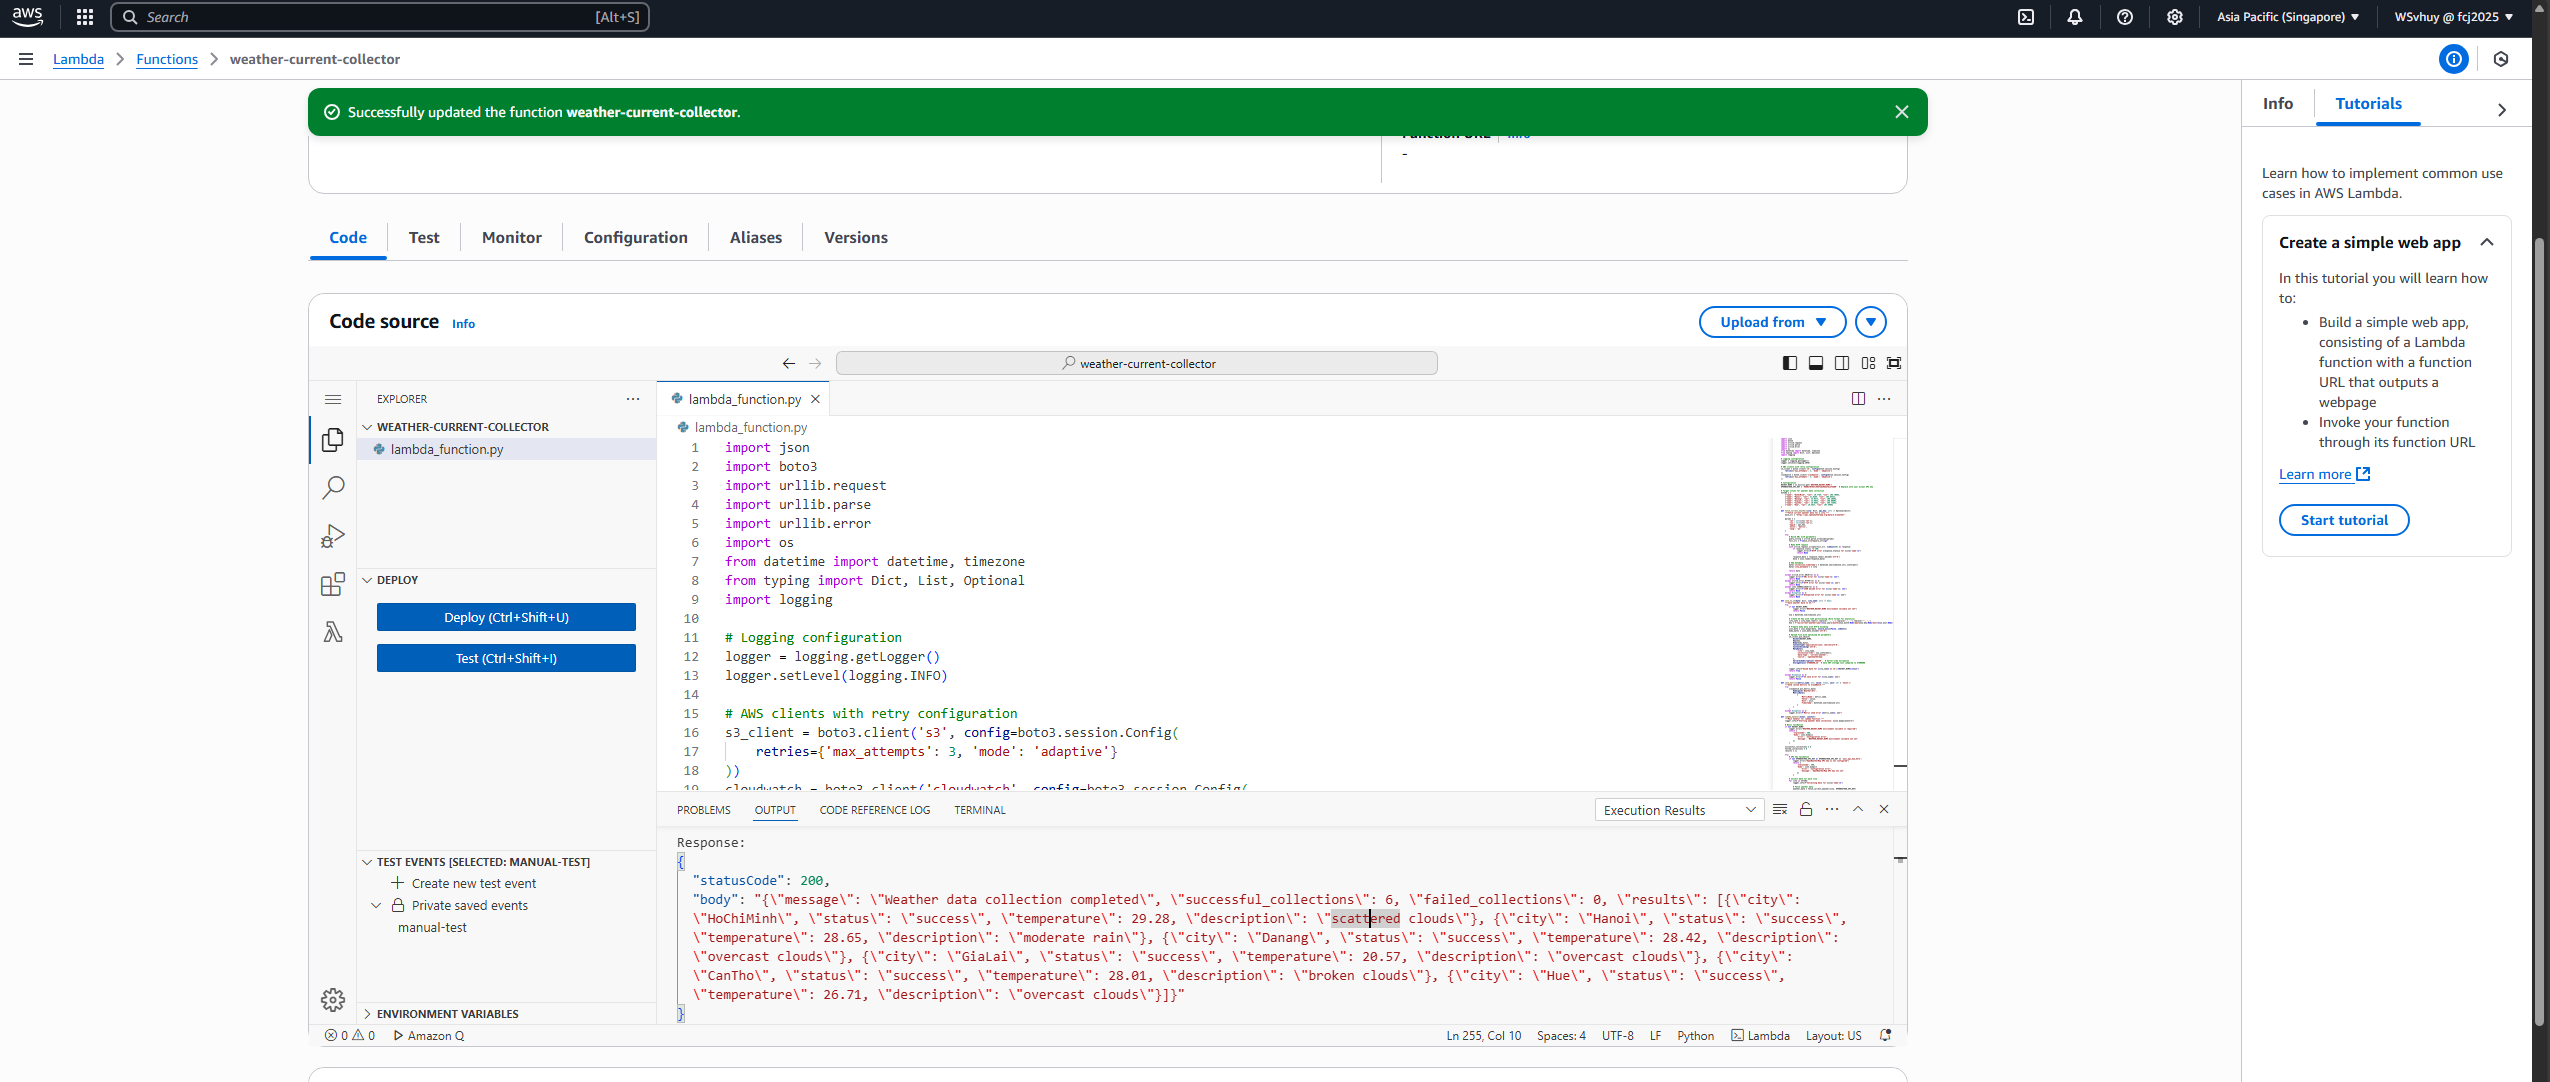 aws
Search
[Alt+S]
Asia Pacific (Singapore)
WSvhuy @ fcj2025
Lambda
Functions
weather-current-collector
Successfully updated the function weather-current-collector.
-
Code
Test
Monitor
Configuration
Aliases
Versions
Code source
Info
Upload from
weather-current-collector
EXPLORER
WEATHER-CURRENT-COLLECTOR
lambda_function.py
DEPLOY
Deploy (Ctrl+Shift+U)
Test (Ctrl+Shift+I)
TEST EVENTS [SELECTED: MANUAL-TEST]
Create new test event
Private saved events
manual-test
ENVIRONMENT VARIABLES
lambda_function.py
lambda_function.py
1 import json
2 import boto3
3 import urllib.request
4 import urllib.parse
5 import urllib.error
6 import os
7 from datetime import datetime, timezone
8 from typing import Dict, List, Optional
9 import logging
10
11 # Logging configuration
12 logger = logging.getLogger()
13 logger.setLevel(logging.INFO)
14
15 # AWS clients with retry configuration
16 s3_client = boto3.client('s3', config=boto3.session.Config(
17 retries={'max_attempts': 3, 'mode': 'adaptive'}
18 ))
19 cloudwatch = boto3.client('cloudwatch', config=boto3.session.Config(
PROBLEMS
OUTPUT
CODE REFERENCE LOG
TERMINAL
Execution Results
Response:
{
"statusCode": 200,
"body": "{\"message\": \"Weather data collection completed\", \"successful_collections\": 6, \"failed_collections\": 0, \"results\": [{\"city\":
\"HoChiMinh\", \"status\": \"success\", \"temperature\": 29.28, \"description\": \"scattered clouds\"}, {\"city\": \"Hanoi\", \"status\": \"success\",
\"temperature\": 28.65, \"description\": \"moderate rain\"}, {\"city\": \"Danang\", \"status\": \"success\", \"temperature\": 28.42, \"description\":
\"overcast clouds\"}, {\"city\": \"GiaLai\", \"status\": \"success\", \"temperature\": 20.57, \"description\": \"overcast clouds\"}, {\"city\":
\"CanTho\", \"status\": \"success\", \"temperature\": 28.01, \"description\": \"broken clouds\"}, {\"city\": \"Hue\", \"status\": \"success\",
\"temperature\": 26.71, \"description\": \"overcast clouds\"}]}"
}
0 0
Amazon Q
Ln 255, Col 10
Spaces: 4
UTF-8
LF
Python
Lambda
Layout: US
Info
Tutorials
Learn how to implement common use
cases in AWS Lambda.
Create a simple web app
In this tutorial you will learn how
to:
• Build a simple web app,
consisting of a Lambda
function with a function
URL that outputs a
webpage
• Invoke your function
through its function URL
Learn more
Start tutorial